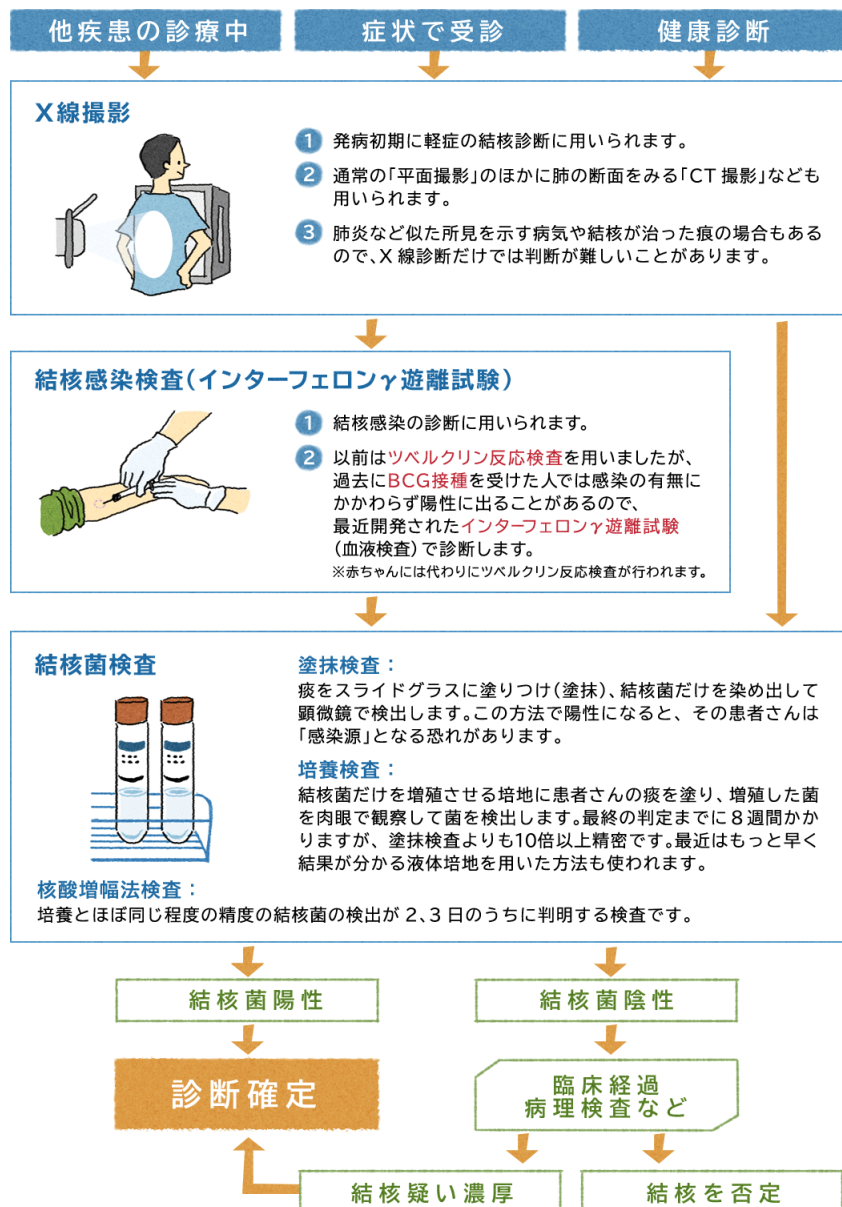 他疾患の診療中
症状で受診
健康診断
X線撮影
1 発病初期に軽症の結核診断に用いられます。
2 通常の「平面撮影」のほかに肺の断面をみる「CT 撮影」なども
用いられます。
3 肺炎など似た所見を示す病気や結核が治った痕の場合もある
ので、X 線診断だけでは判断が難しいことがあります。
結核感染検査(インターフェロンγ遊離試験)
1 結核感染の診断に用いられます。
2 以前はツベルクリン反応検査を用いましたが、
過去にBCG接種を受けた人では感染の有無に
かかわらず陽性に出ることがあるので、
最近開発されたインターフェロンγ遊離試験
(血液検査)で診断します。
※赤ちゃんには代わりにツベルクリン反応検査が行われます。
結核菌検査
塗抹検査:
痰をスライドグラスに塗りつけ(塗抹)、結核菌だけを染め出して
顕微鏡で検出します。この方法で陽性になると、その患者さんは
「感染源」となる恐れがあります。
培養検査:
結核菌だけを増殖させる培地に患者さんの痰を塗り、増殖した菌
を肉眼で観察して菌を検出します。最終の判定までに8週間かか
りますが、塗抹検査よりも10倍以上精密です。最近はもっと早く
結果が分かる液体培地を用いた方法も使われます。
核酸増幅法検査:
培養とほぼ同じ程度の精度の結核菌の検出が 2、3 日のうちに判明する検査です。
結核菌陽性
結核菌陰性
診断確定
臨床経過
病理検査など
結核疑い濃厚
結核を否定